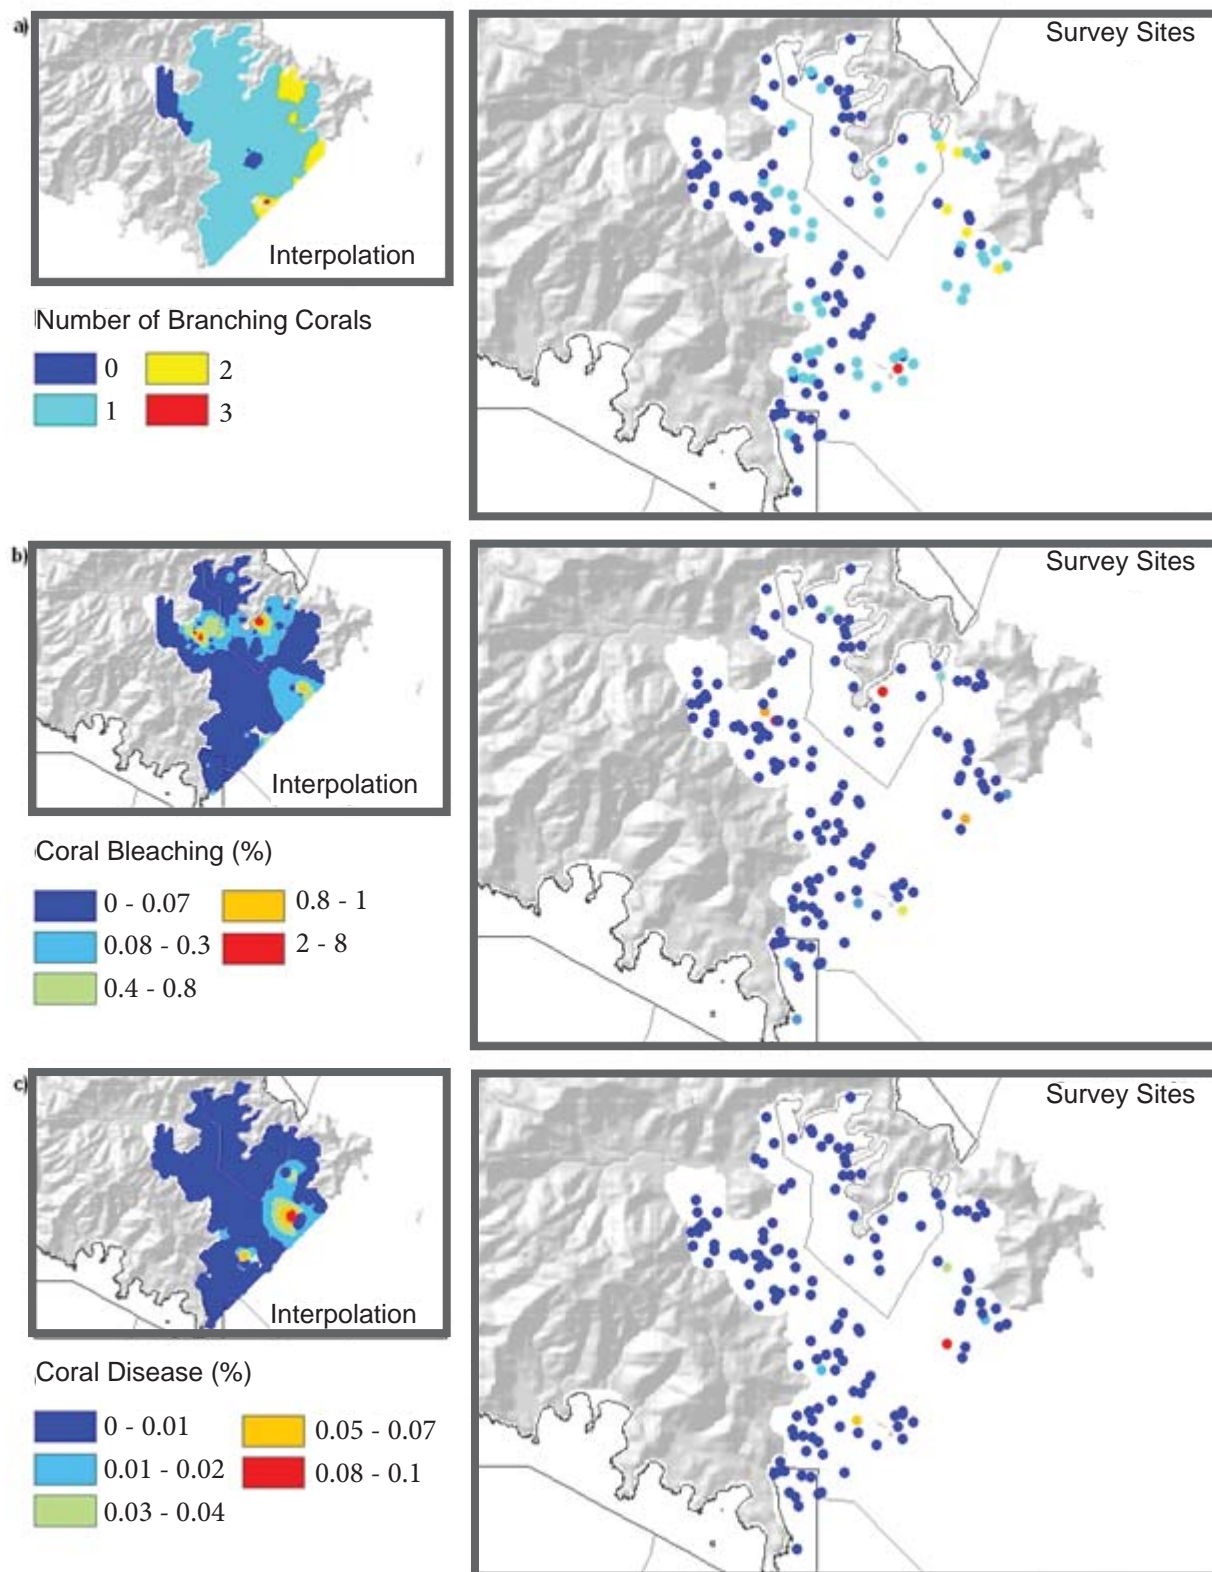 a)
Survey Sites
Interpolation
Number of Branching Corals
0
2
1
3
b)
Survey Sites
Interpolation
Coral Bleaching (%)
0 - 0.07
0.8 - 1
0.08 - 0.3
2 - 8
0.4 - 0.8
c)
Survey Sites
Interpolation
Coral Disease (%)
0 - 0.01
0.05 - 0.07
0.01 - 0.02
0.08 - 0.1
0.03 - 0.04